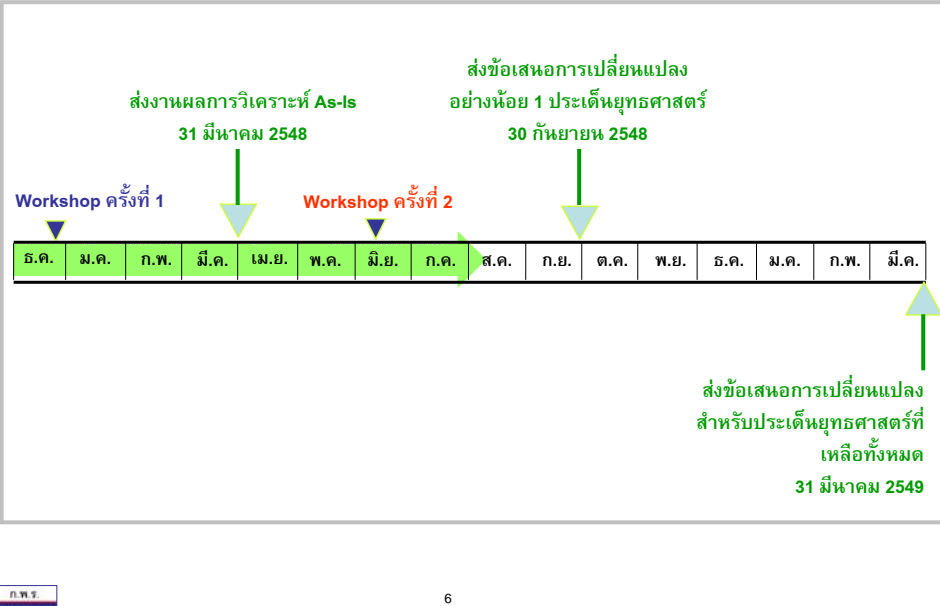 ส่งข้อเสนอการเปลี่ยนแปลง
อย่างน้อย 1 ประเด็นยุทธศาสตร์
30 กันยายน 2548
ส่งงานผลการวิเคราะห์ As-Is
31 มีนาคม 2548
Workshop ครั้งที่ 1
Workshop ครั้งที่ 2
ธ.ค. ม.ค. ก.พ. มี.ค. เม.ย. พ.ค. มิ.ย. ก.ค. ส.ค. ก.ย. ต.ค. พ.ย. ธ.ค. ม.ค. ก.พ. มี.ค.
ส่งข้อเสนอการเปลี่ยนแปลง
สำหรับประเด็นยุทธศาสตร์ที่
เหลือทั้งหมด
31 มีนาคม 2549
ก.พ.ร.
6